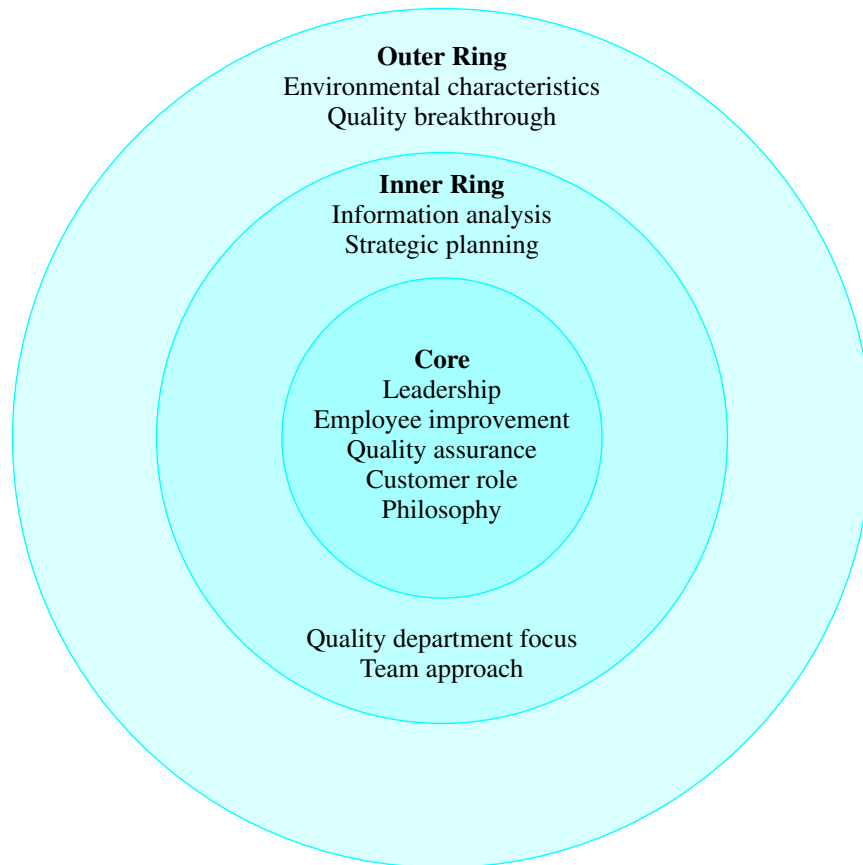 Outer Ring
Environmental characteristics
Quality breakthrough
Inner Ring
Information analysis
Strategic planning
Core
Leadership
Employee improvement
Quality assurance
Customer role
Philosophy
Quality department focus
Team approach